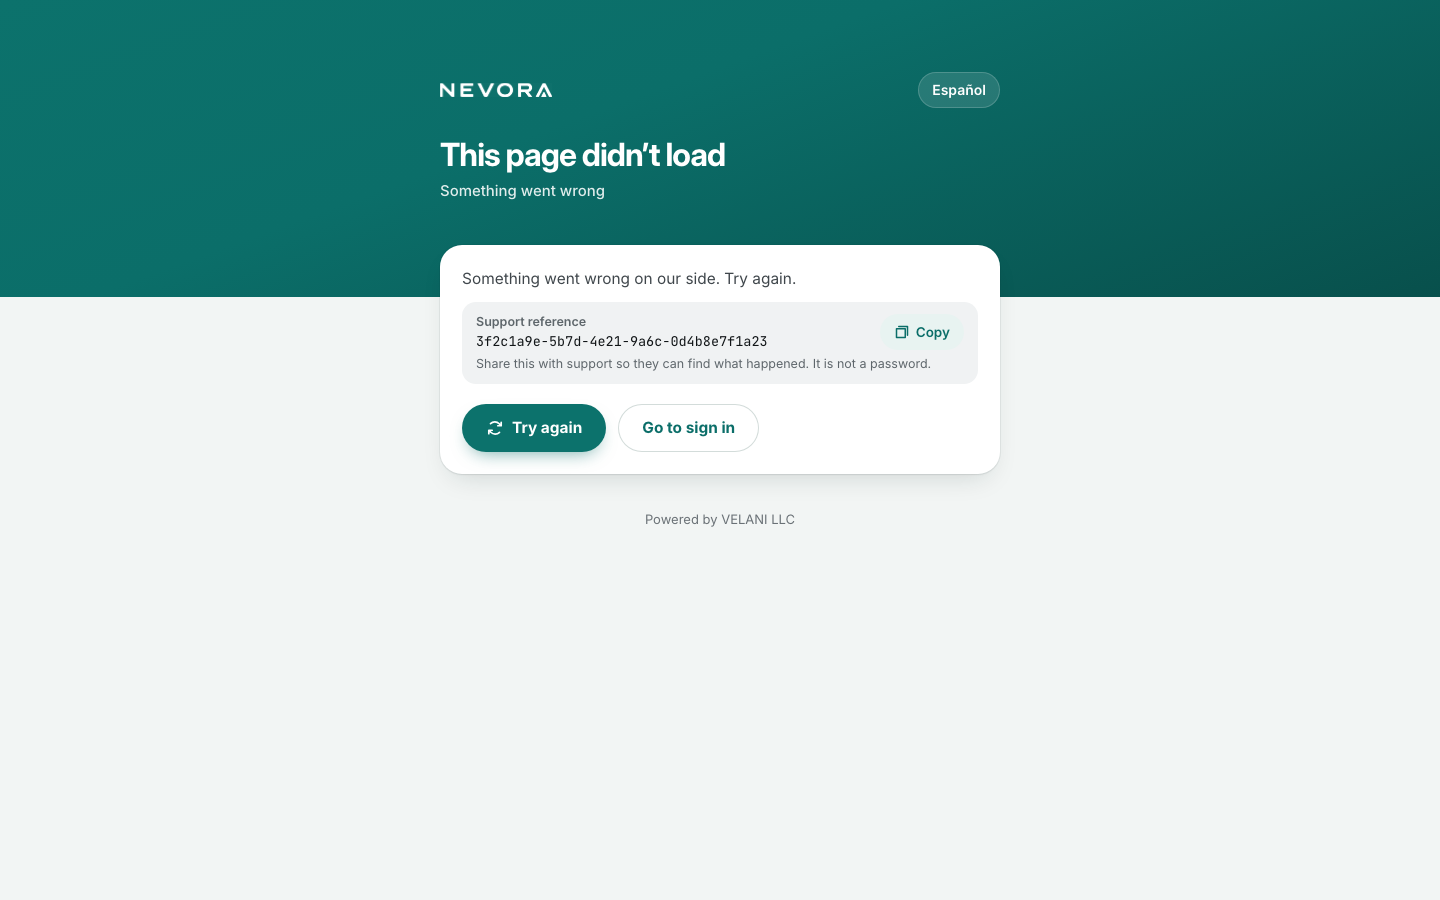 NEVORA
Español
This page didn’t load
Something went wrong
Something went wrong on our side. Try again.
Support reference
3f2c1a9e-5b7d-4e21-9a6c-0d4b8e7f1a23
Copy
Share this with support so they can find what happened. It is not a password.
Try again
Go to sign in
Powered by VELANI LLC